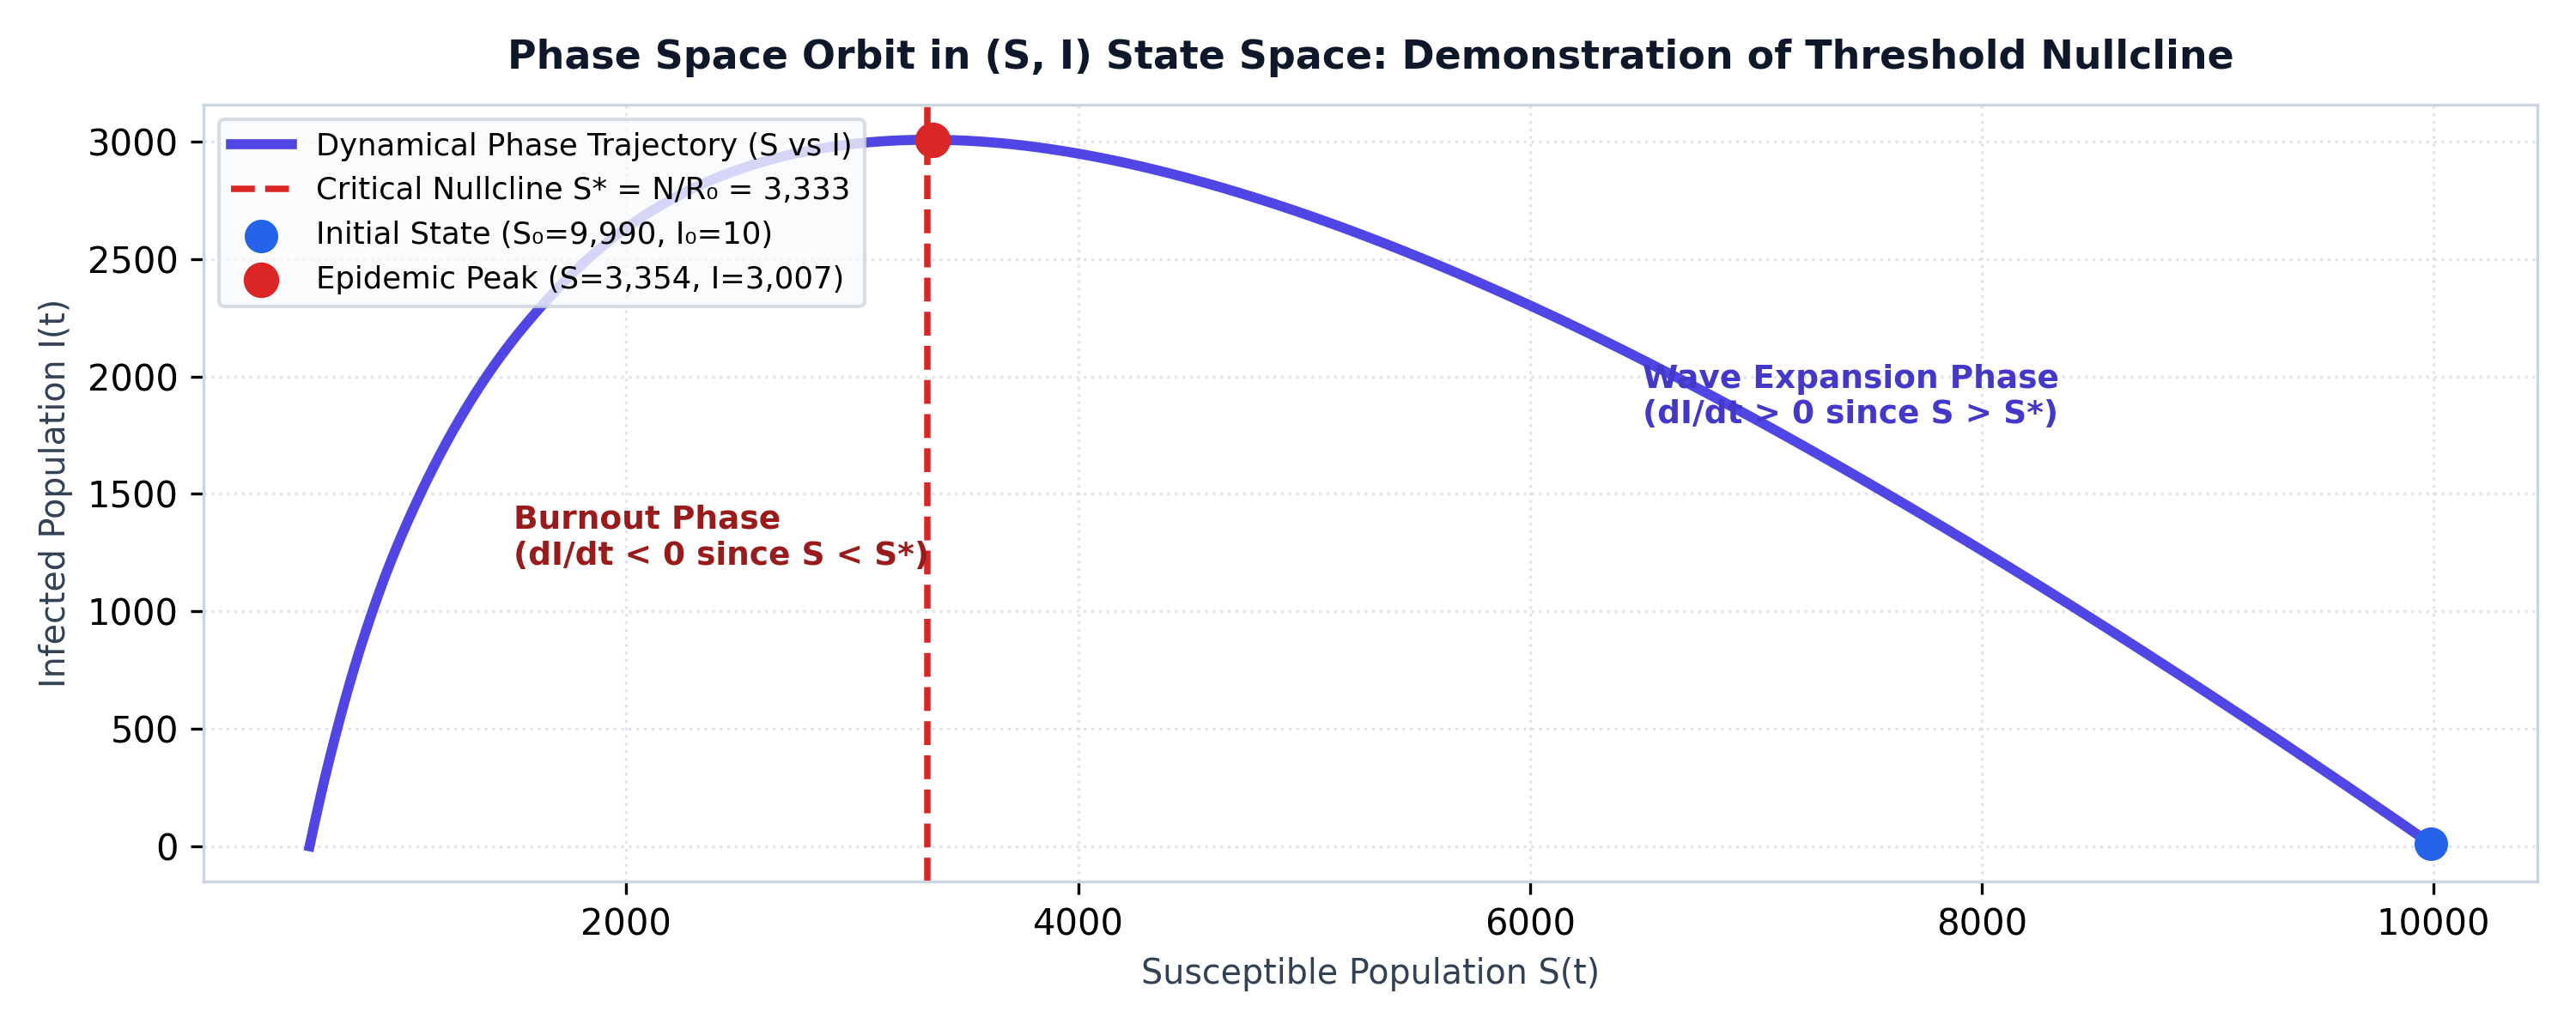 Phase Space Orbit in (S, I) State Space: Demonstration of Threshold Nullcline
Dynamical Phase Trajectory (S vs I)
Critical Nullcline S* = N/R₀ = 3,333
Initial State (S₀=9,990, I₀=10)
Epidemic Peak (S=3,354, I=3,007)
Infected Population I(t)
3000
2500
2000
1500
1000
500
0
Wave Expansion Phase
(dI/dt > 0 since S > S*)
Burnout Phase
(dI/dt < 0 since S < S*)
2000
4000
6000
8000
10000
Susceptible Population S(t)